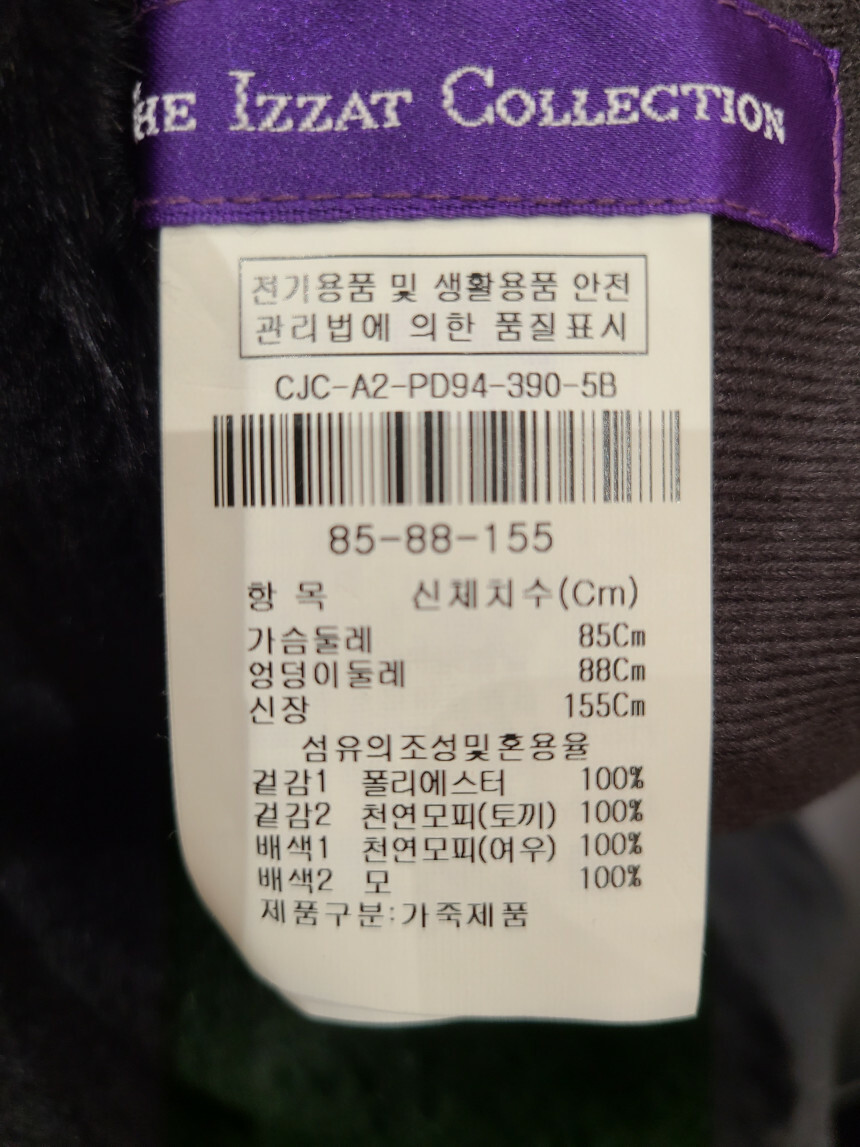 THE IZZAT COLLECTION
전기용품 및 생활용품 안전
관리법에 의한 품질표시
CJC-A2-PD94-390-5B
85-88-155
항 목 신체치수(Cm)
가슴둘레 85Cm
엉덩이둘레 88Cm
신장 155Cm
섬유의조성및혼용율
겉감1 폴리에스터 100%
겉감2 천연모피(토끼) 100%
배색1 천연모피(여우) 100%
배색2 모 100%
제품구분:가죽제품